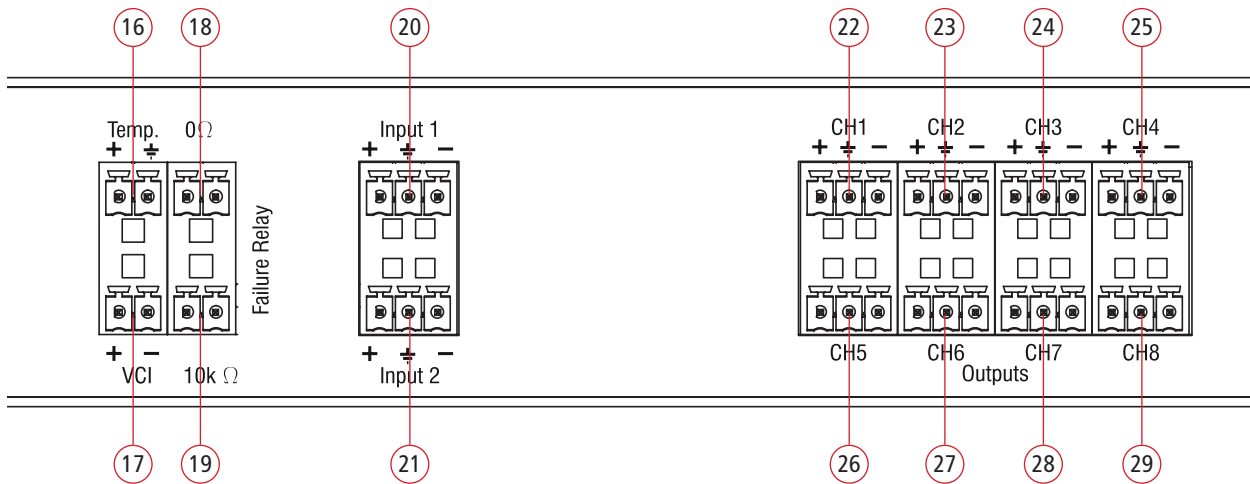 16 18 20 22 23 24 25
Temp. 0Ω Input 1 CH1 CH2 CH3 CH4
+ ⏚ + ⏚ − + ⏚ − + ⏚ − + ⏚ − + ⏚ −
Failure Relay
+ − + ⏚ −
VCI 10k Ω Input 2 CH5 CH6 CH7 CH8
Outputs
17 19 21 26 27 28 29